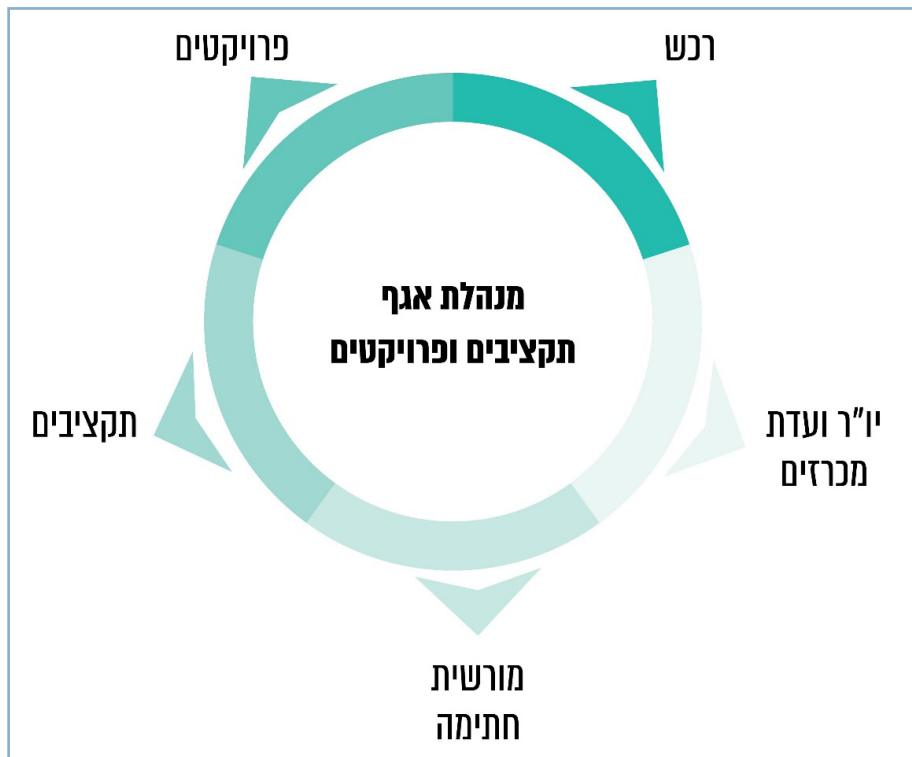 רכש
פרויקטים
מנהלת אגף
תקציבים ופרויקטים
יו"ר ועדת
מכרזים
תקציבים
מורשית
חתימה